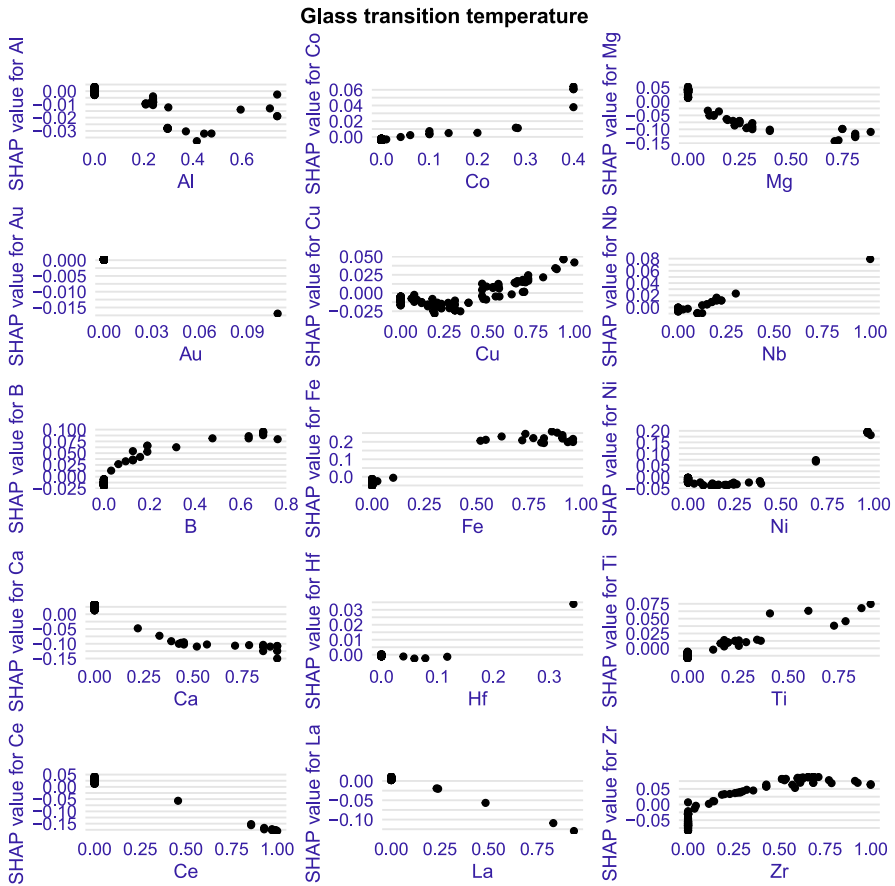 Glass transition temperature
SHAP value for Al
0.00
−0.01
−0.02
−0.03
0.0 0.2 0.4 0.6
Al
SHAP value for Co
0.06
0.04
0.02
0.00
0.0 0.1 0.2 0.3 0.4
Co
SHAP value for Mg
0.05
0.00
−0.05
−0.10
−0.15
0.00 0.25 0.50 0.75
Mg
SHAP value for Au
0.000
−0.005
−0.010
−0.015
0.00 0.03 0.06 0.09
Au
SHAP value for Cu
0.050
0.025
0.000
−0.025
0.00 0.25 0.50 0.75 1.00
Cu
SHAP value for Nb
0.08
0.06
0.04
0.02
0.00
0.00 0.25 0.50 0.75 1.00
Nb
SHAP value for B
0.100
0.075
0.050
0.025
0.000
−0.025
0.0 0.2 0.4 0.6 0.8
B
SHAP value for Fe
0.2
0.1
0.0
0.00 0.25 0.50 0.75 1.00
Fe
SHAP value for Ni
0.20
0.15
0.10
0.05
0.00
−0.05
0.00 0.25 0.50 0.75 1.00
Ni
SHAP value for Ca
0.00
−0.05
−0.10
−0.15
0.00 0.25 0.50 0.75
Ca
SHAP value for Hf
0.03
0.02
0.01
0.00
0.0 0.1 0.2 0.3
Hf
SHAP value for Ti
0.075
0.050
0.025
0.000
0.00 0.25 0.50 0.75
Ti
SHAP value for Ce
0.05
0.00
−0.05
−0.10
−0.15
0.00 0.25 0.50 0.75 1.00
Ce
SHAP value for La
0.00
−0.05
−0.10
0.00 0.25 0.50 0.75
La
SHAP value for Zr
0.05
0.00
−0.05
0.00 0.25 0.50 0.75 1.00
Zr